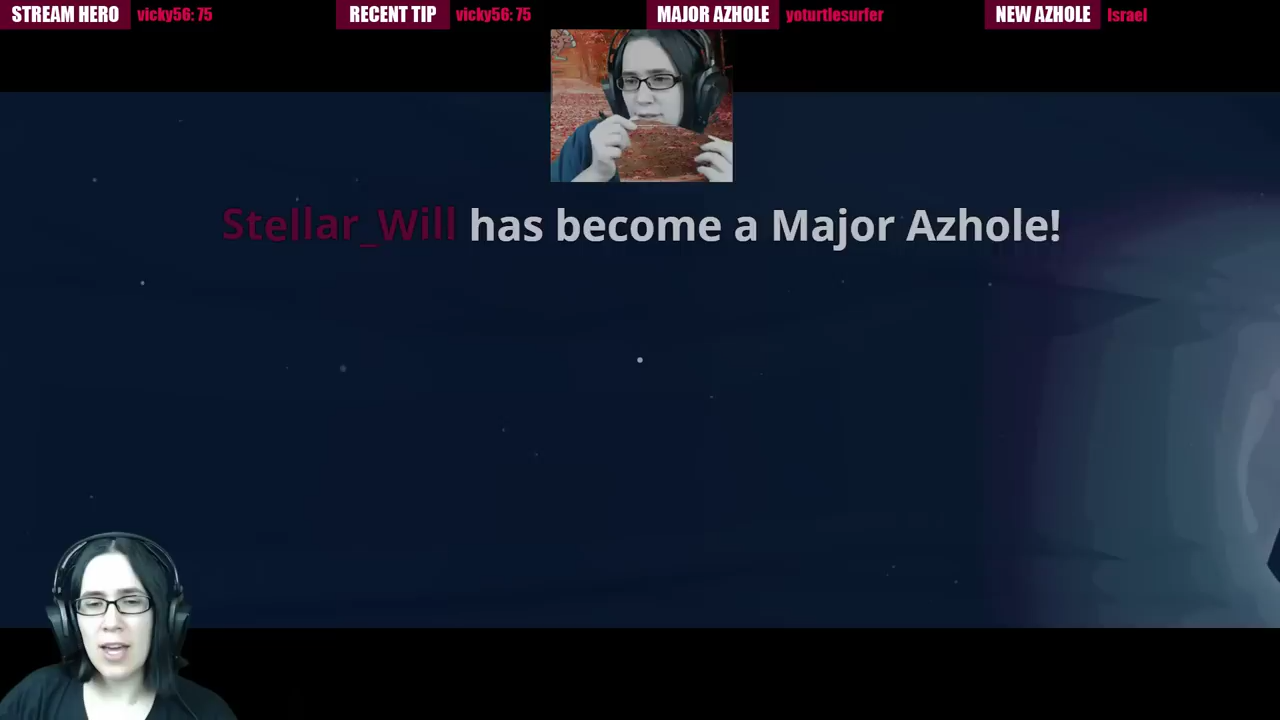 STREAM HERO vicky56: 75 RECENT TIP vicky56: 75 MAJOR AZHOLE yoturtlesurfer NEW AZHOLE Israel
Stellar_Will has become a Major Azhole!